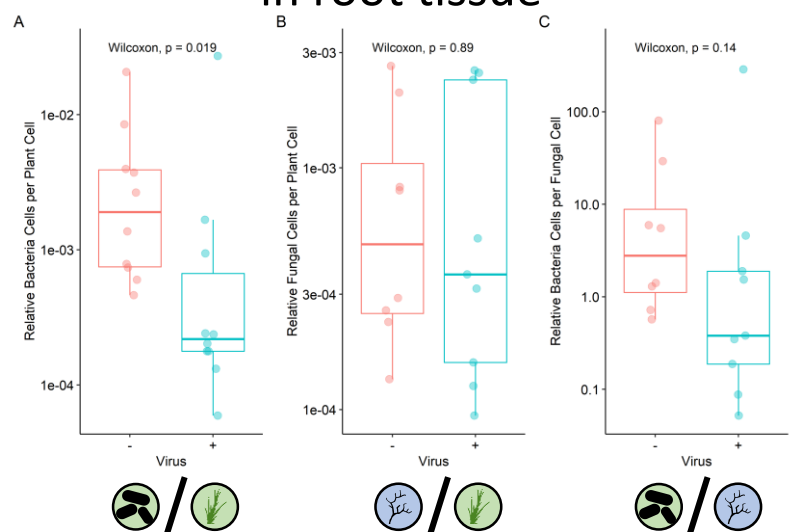 in root tissue
A
Wilcoxon, p = 0.019
Relative Bacteria Cells per Plant Cell
1e-02
1e-03
1e-04
-
+
Virus
B
Wilcoxon, p = 0.89
Relative Fungal Cells per Plant Cell
3e-03
1e-03
3e-04
1e-04
-
+
Virus
C
Wilcoxon, p = 0.14
Relative Bacteria Cells per Fungal Cell
100.0
10.0
1.0
0.1
-
+
Virus